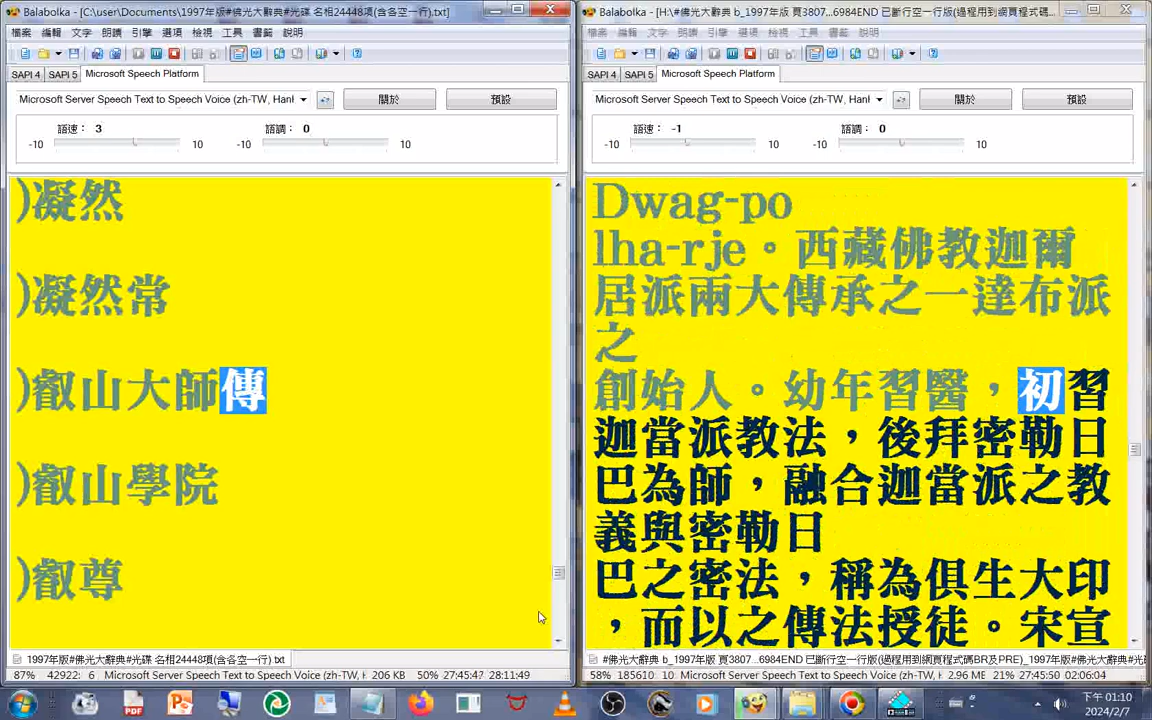 Balabolka - [C:\user\Documents\1997年版#佛光大辭典#光碟 名相24448項(含各空一行).txt]
檔案 編輯 文字 朗讀 引擎 選項 檢視 工具 書籤 說明
SAPI 4 SAPI 5 Microsoft Speech Platform
Microsoft Server Speech Text to Speech Voice (zh-TW, Hanl 關於 預設
語速： 3 語調： 0
-10 10 -10 10
)凝然
)凝然常
)叡山大師傳
)叡山學院
)叡尊
1997年版#佛光大辭典#光碟 名相24448項(含各空一行).txt
87% 42922: 6 Microsoft Server Speech Text to Speech Voice (zh-TW, H 206 KB 50% 27:45:47 28:11:49
Balabolka - [H:\#佛光大辭典 b_1997年版 頁3807...6984END 已斷行空一行版(過程用到網頁程式碼...
檔案 編輯 文字 朗讀 引擎 選項 檢視 工具 書籤 說明
SAPI 4 SAPI 5 Microsoft Speech Platform
Microsoft Server Speech Text to Speech Voice (zh-TW, Hanl 關於 預設
語速： -1 語調： 0
-10 10 -10 10
Dwag-po
lha-rje。西藏佛教迦爾
居派兩大傳承之一達布派
之
創始人。幼年習醫，初習
迦當派教法，後拜密勒日
巴為師，融合迦當派之教
義與密勒日
巴之密法，稱為俱生大印
，而以之傳法授徒。宋宣
#佛光大辭典 b_1997年版 頁3807...6984END 已斷行空一行版(過程用到網頁程式碼BR及PRE)_1997年版#佛光大辭典#光
58% 185610 10 Microsoft Server Speech Text to Speech Voice (zh-TW, H 2.96 MB 21% 27:45:50 02:06:04
下午 01:10
2024/2/7